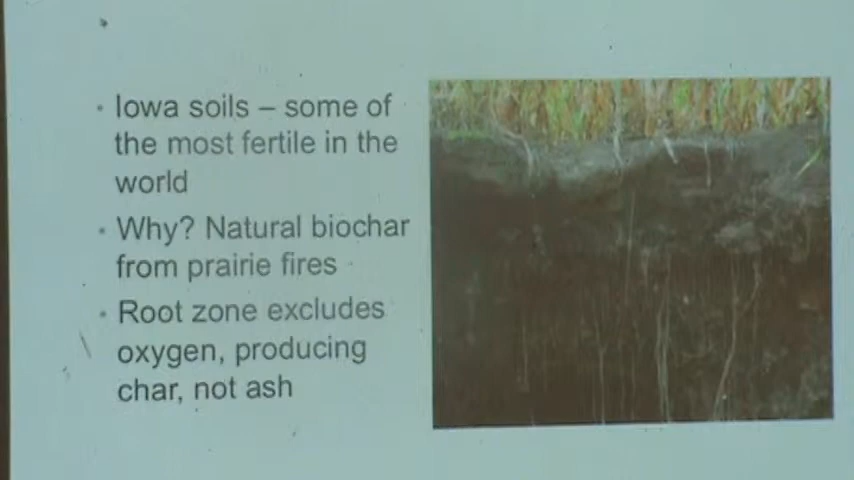 • Iowa soils – some of
the most fertile in the
world
• Why? Natural biochar
from prairie fires
• Root zone excludes
oxygen, producing
char, not ash